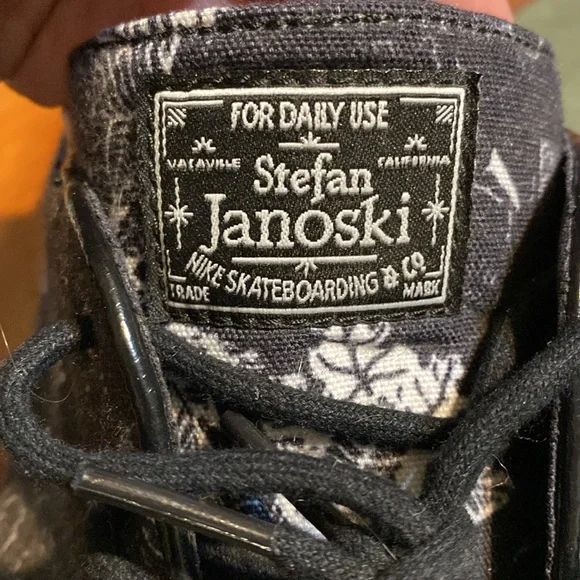 FOR DAILY USE
VACAVILLE CALIFORNIA
Stefan
Janoski
NIKE SKATEBOARDING & CO
TRADE MARK